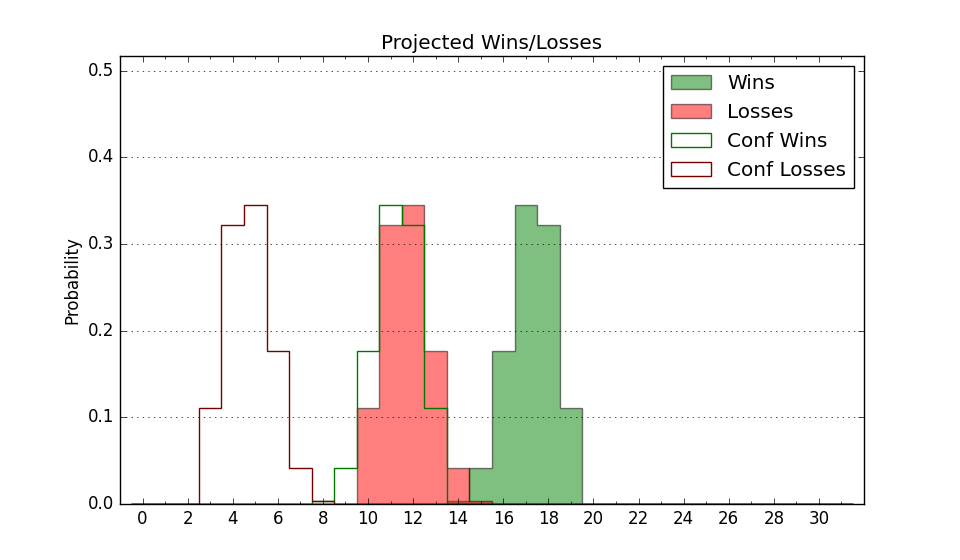 Projected Wins/Losses
0.5
0.4
0.3
0.2
0.1
0.0
Probability
Wins
Losses
Conf Wins
Conf Losses
0 2 4 6 8 10 12 14 16 18 20 22 24 26 28 30